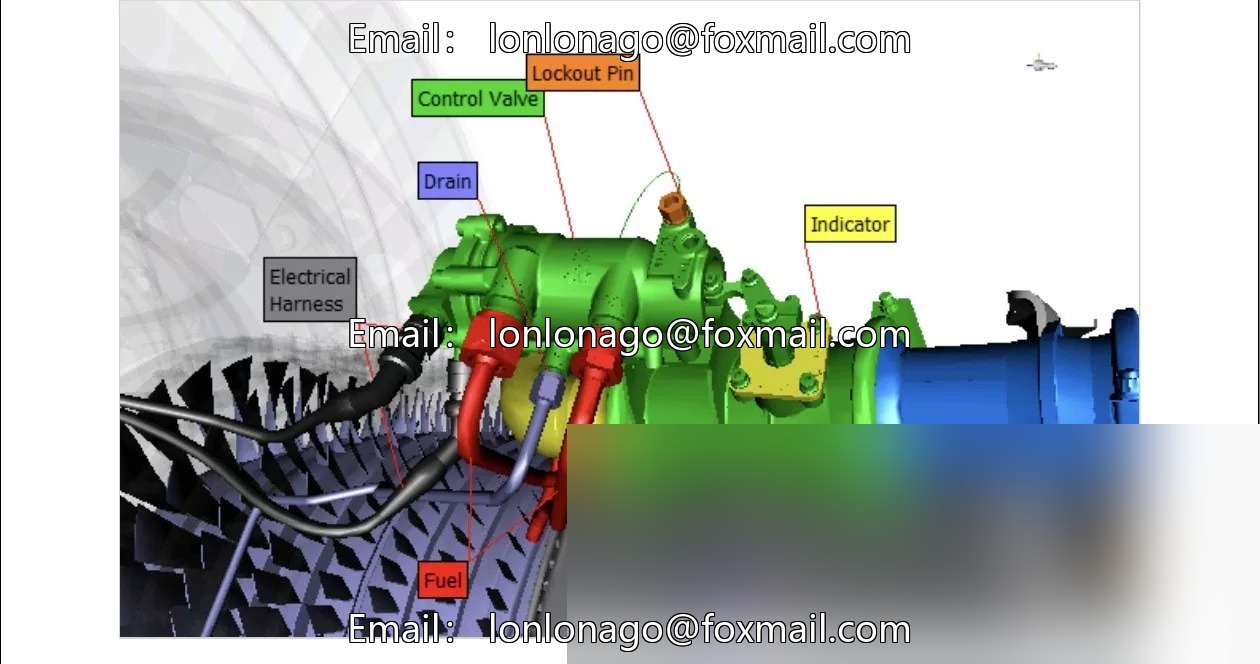 Email： lonlonago@foxmail.com
Lockout Pin
Control Valve
Drain
Indicator
Electrical
Harness
Email： lonlonago@foxmail.com
Fuel
Email： lonlonago@foxmail.com